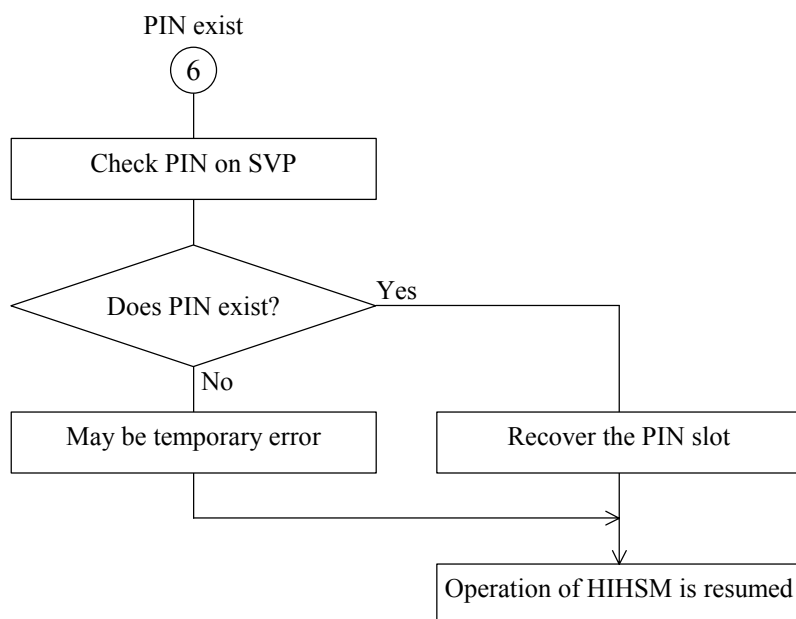 PIN exist
6
Check PIN on SVP
Does PIN exist?
Yes
No
May be temporary error
Recover the PIN slot
Operation of HIHSM is resumed